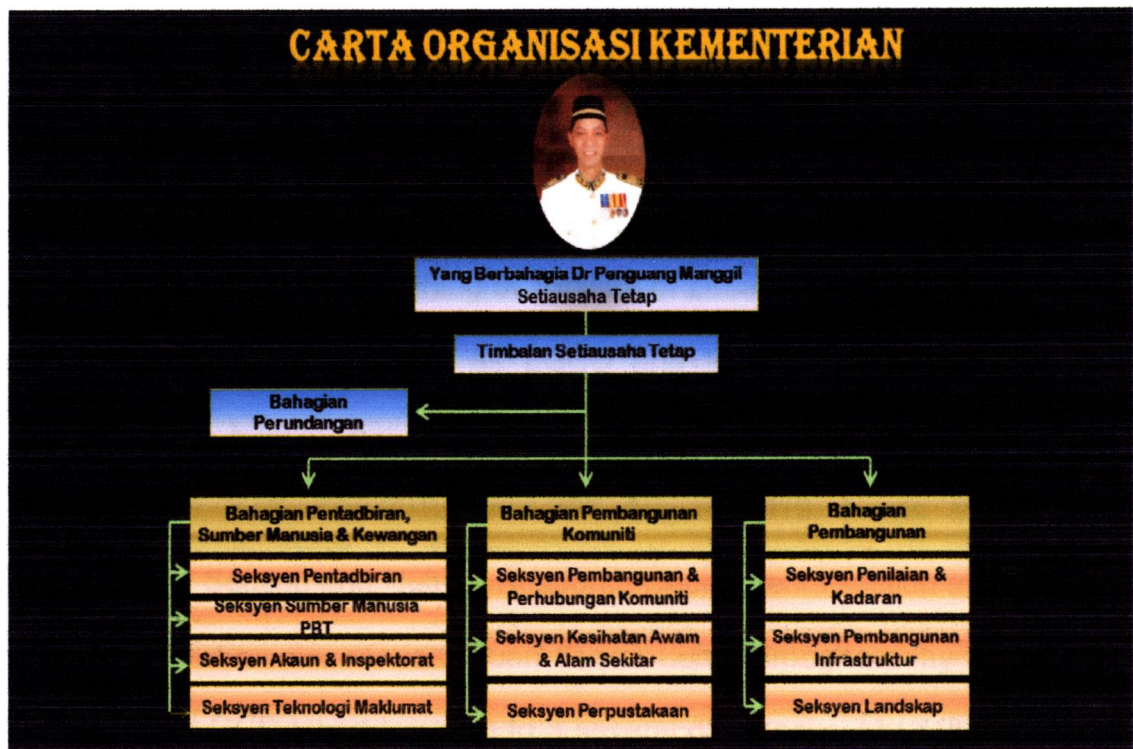 CARTA ORGANISASI KEMENTERIAN
Yang Berbahagia Dr Penguang Manggil
Setiausaha Tetap
Timbalan Setiausaha Tetap
Bahagian
Perundangan
Bahagian Pentadbiran,
Sumber Manusia & Kewangan
Seksyen Pentadbiran
Seksyen Sumber Manusia
PBT
Seksyen Akaun & Inspektorat
Seksyen Teknologi Maklumat
Bahagian Pembangunan
Komuniti
Seksyen Pembangunan &
Perhubungan Komuniti
Seksyen Kesihatan Awam
& Alam Sekitar
Seksyen Perpustakaan
Bahagian
Pembangunan
Seksyen Penilaian &
Kadaran
Seksyen Pembangunan
Infrastruktur
Seksyen Landskap